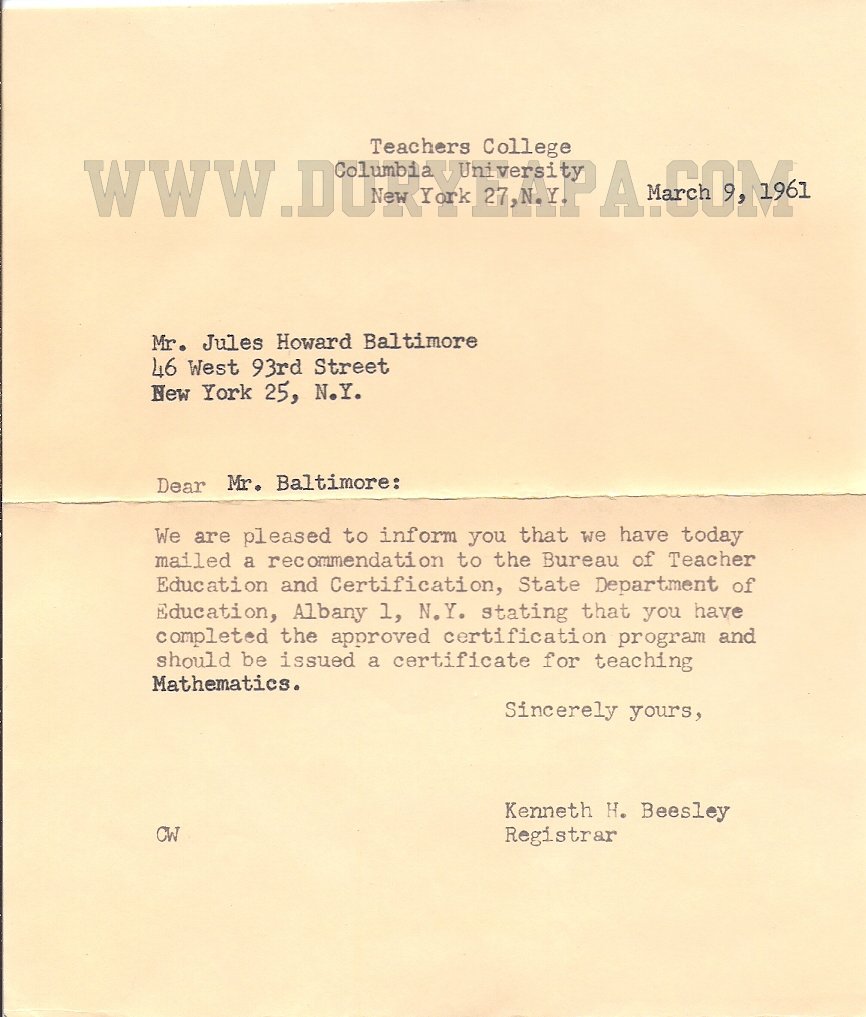 Teachers College
WWW.DURYEAPA.COM
Columbia University
New York 27,N.Y.
March 9, 1961
Mr. Jules Howard Baltimore
46 West 93rd Street
New York 25, N.Y.
Dear Mr. Baltimore:
We are pleased to inform you that we have today
mailed a recommendation to the Bureau of Teacher
Education and Certification, State Department of
Education, Albany 1, N.Y. stating that you have
completed the approved certification program and
should be issued a certificate for teaching
Mathematics.
Sincerely yours,
Kenneth H. Beesley
CW
Registrar